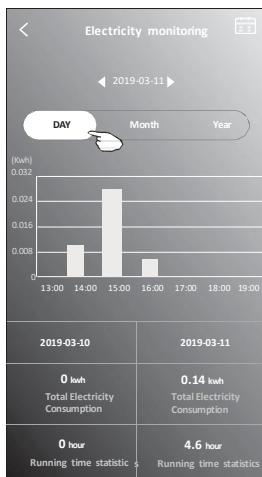 Electricity monitoring
2019-03-11
DAY Month Year
(Kwh)
0.032
0.024
0.016
0.008
0
13:00 14:00 15:00 16:00 17:00 18:00 19:00
2019-03-10 2019-03-11
0 kwh 0.14 kwh
Total Electricity Total Electricity
Consumption Consumption
0 hour 4.6 hour
Running time statistic s Running time statistics